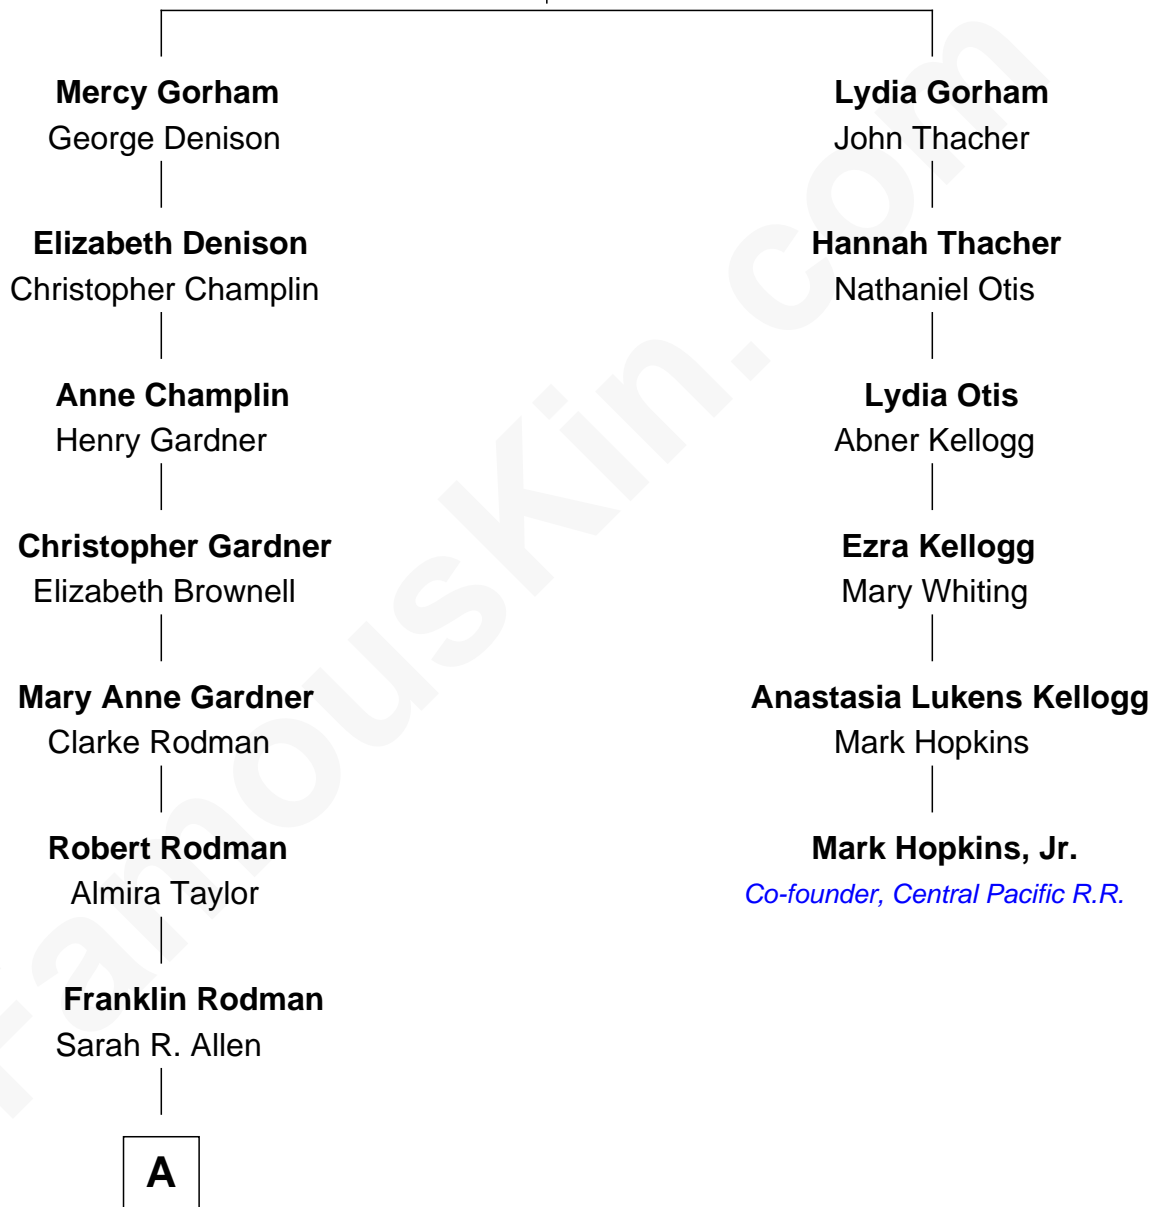 Mercy Gorham
George Denison
Elizabeth Denison
Christopher Champlin
Anne Champlin
Henry Gardner
Christopher Gardner
Elizabeth Brownell
Mary Anne Gardner
Clarke Rodman
Robert Rodman
Almira Taylor
Franklin Rodman
Sarah R. Allen
A
Lydia Gorham
John Thacher
Hannah Thacher
Nathaniel Otis
Lydia Otis
Abner Kellogg
Ezra Kellogg
Mary Whiting
Anastasia Lukens Kellogg
Mark Hopkins
Mark Hopkins, Jr.
Co-founder, Central Pacific R.R.
FamousKin.com